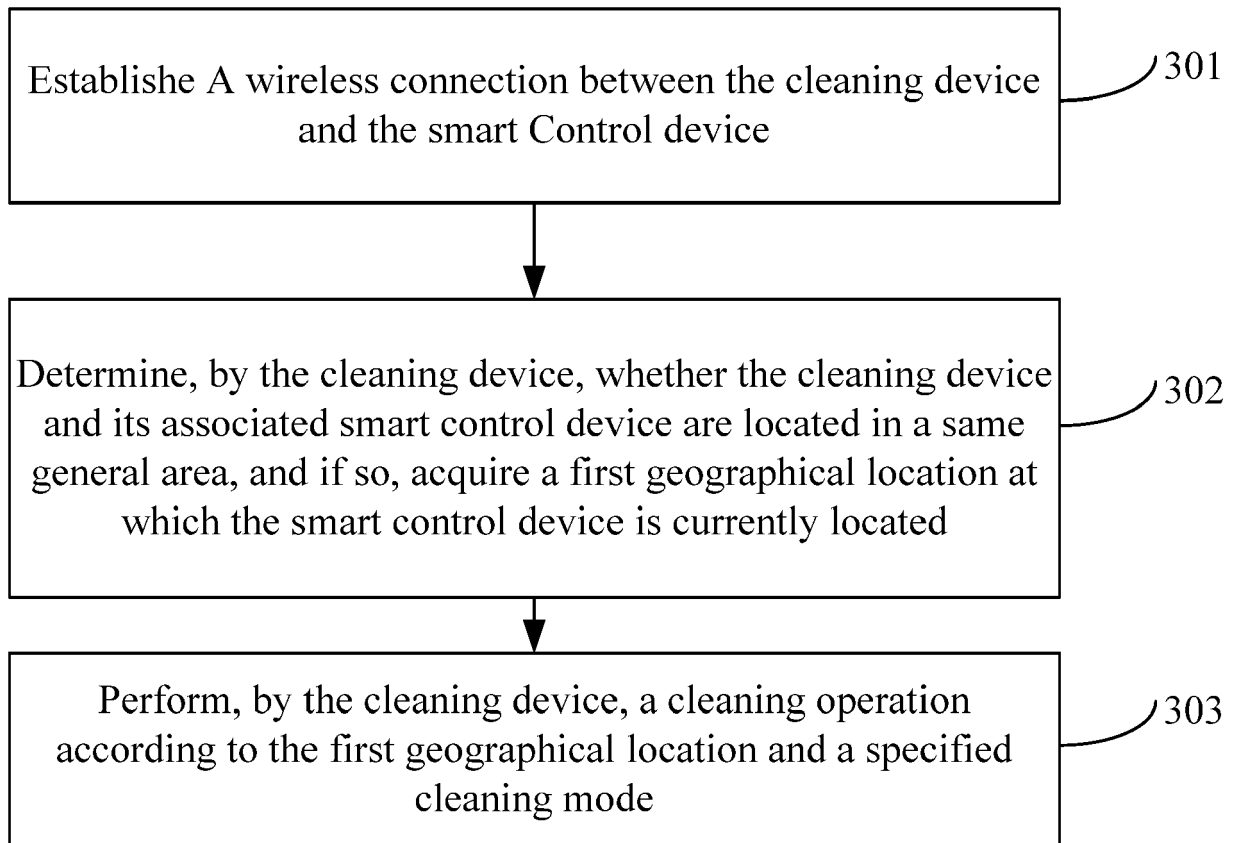 Establishe A wireless connection between the cleaning device
and the smart Control device
301
Determine, by the cleaning device, whether the cleaning device
and its associated smart control device are located in a same
general area, and if so, acquire a first geographical location at
which the smart control device is currently located
302
Perform, by the cleaning device, a cleaning operation
according to the first geographical location and a specified
cleaning mode
303